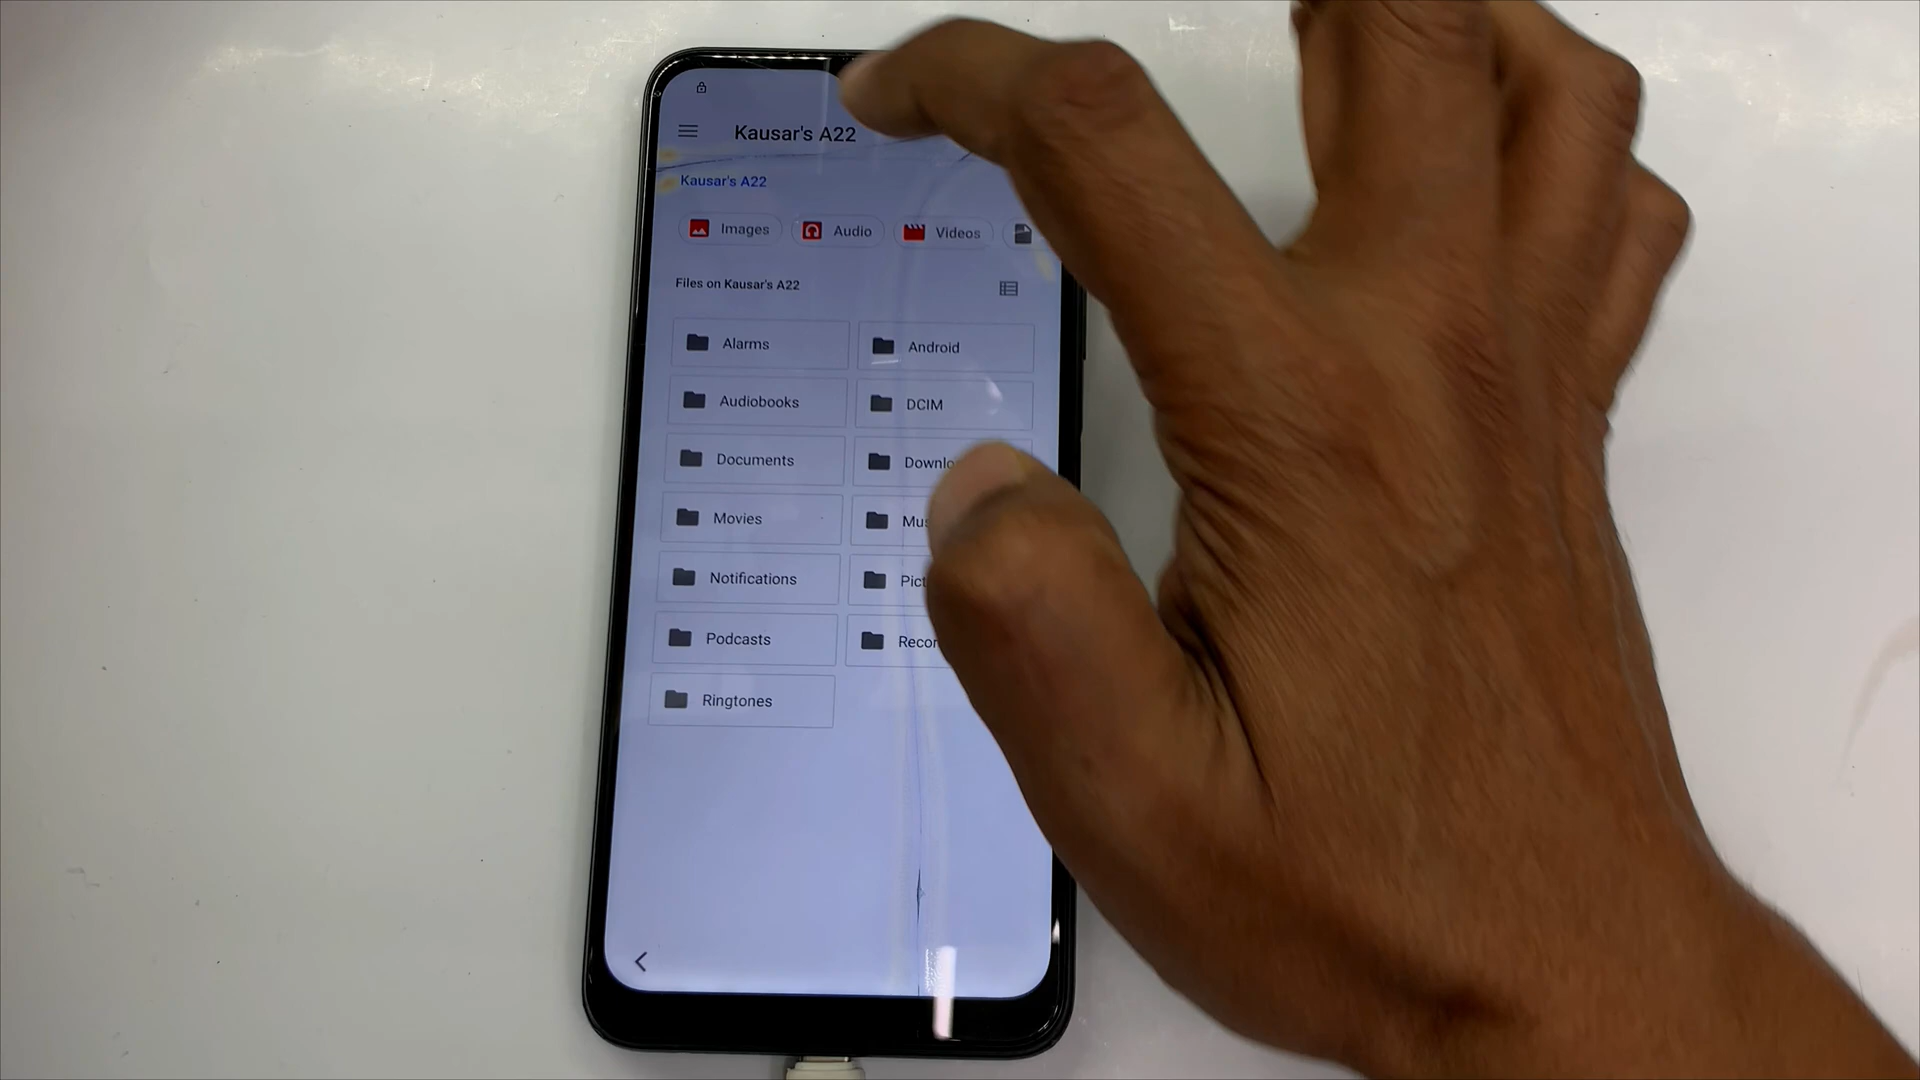 Kausar's A22
Kausar's A22
Images Audio Videos
Files on Kausar's A22
Alarms Android
Audiobooks DCIM
Documents
Movies
Notifications
Podcasts
Ringtones